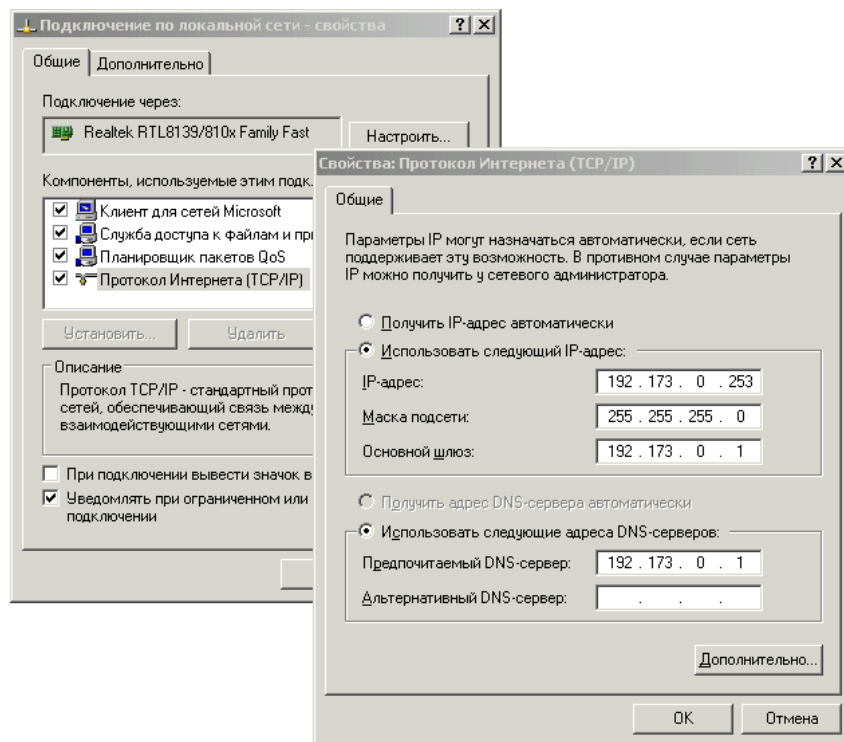 Подключение по локальной сети - свойства
Общие
Дополнительно
Подключение через:
Realtek RTL8139/810x Family Fast
Настроить...
Компоненты, используемые этим подк
Клиент для сетей Microsoft
Служба доступа к файлам и
Планировщик пакетов QoS
Протокол Интернета (TCP/IP)
Установить...
Удалить
Описание
Протокол TCP/IP - стандартный прот
сетей, обеспечивающий связь
взаимодействующими сетями.
При подключении вывести значок в
Уведомлять при ограниченном или
подключении
Свойства: Протокол Интернета (TCP/IP)
Общие
Параметры IP могут назначаться автоматически, если сеть
поддерживает эту возможность. В противном случае параметры
IP можно получить у сетевого администратора.
Получить IP-адрес автоматически
Использовать следующий IP-адрес:
IP-адрес:
192 . 173 . 0 . 253
Маска подсети:
255 . 255 . 255 . 0
Основной шлюз:
192 . 173 . 0 . 1
Получить адрес DNS-сервера автоматически
Использовать следующие адреса DNS-серверов:
Предпочитаемый DNS-сервер:
192 . 173 . 0 . 1
Альтернативный DNS-сервер:
. . .
Дополнительно...
OK
Отмена